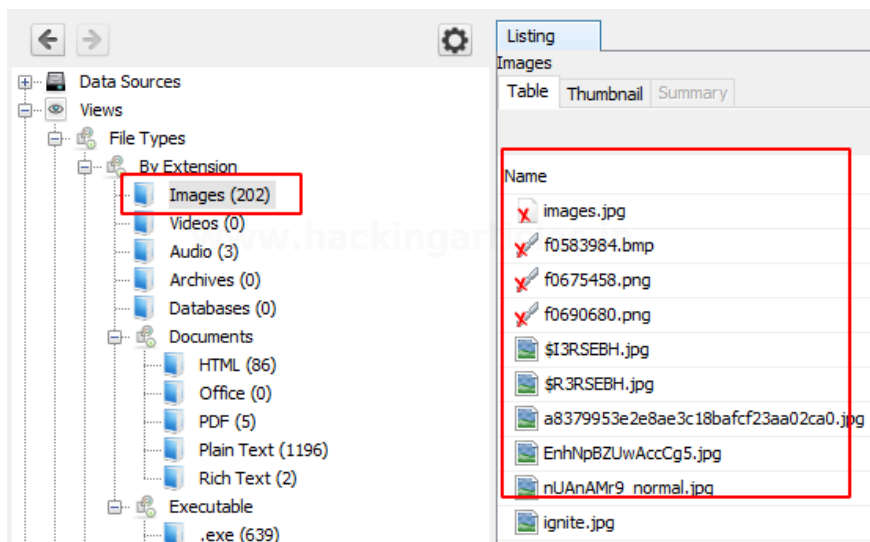 Data Sources
Views
File Types
By Extension
Images (202)
Videos (0)
Audio (3)
Archives (0)
Databases (0)
Documents
HTML (86)
Office (0)
PDF (5)
Plain Text (1196)
Rich Text (2)
Executable
.exe (639)
Listing
Images
Table Thumbnail Summary
Name
images.jpg
f0583984.bmp
f0675458.png
f0690680.png
$I3RSEBH.jpg
$R3RSEBH.jpg
a8379953e2e8ae3c18bafcf23aa02ca0.jpg
EnhNpBZUwAccCg5.jpg
nUAnAMr9_normal.jpg
ignite.jpg